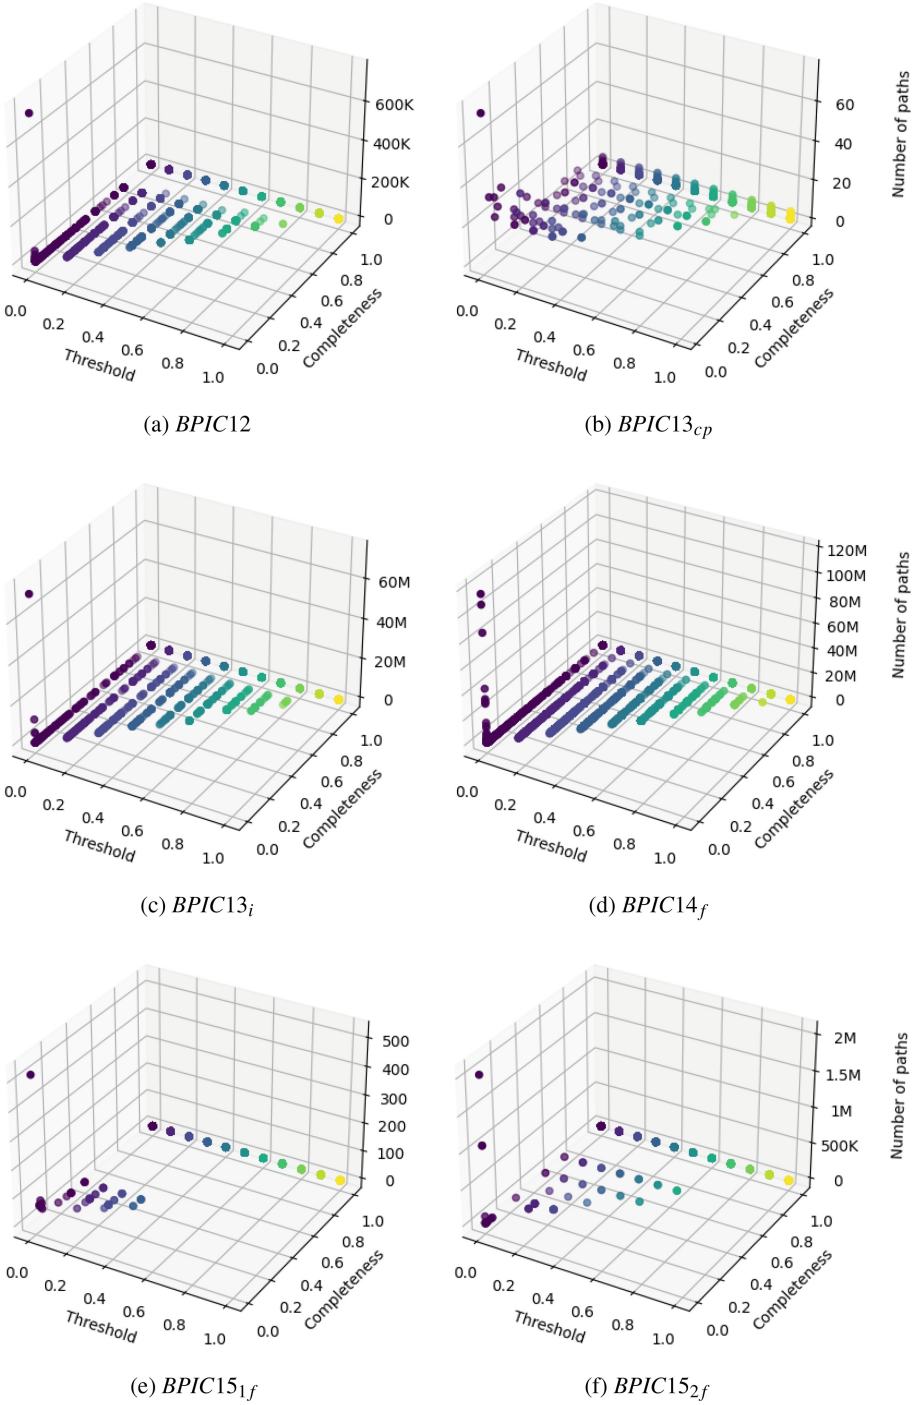 600K
400K
200K
0
0.0
0.2
0.4
0.6
0.8
1.0
Threshold
0.0
0.2
0.4
0.6
0.8
1.0
Completeness
(a) BPIC12
Number of paths
60
40
20
0
0.0
0.2
0.4
0.6
0.8
1.0
Threshold
0.0
0.2
0.4
0.6
0.8
1.0
Completeness
(b) BPIC13cp
60M
40M
20M
0
0.0
0.2
0.4
0.6
0.8
1.0
Threshold
0.0
0.2
0.4
0.6
0.8
1.0
Completeness
(c) BPIC13i
Number of paths
120M
100M
80M
60M
40M
20M
0
0.0
0.2
0.4
0.6
0.8
1.0
Threshold
0.0
0.2
0.4
0.6
0.8
1.0
Completeness
(d) BPIC14f
500
400
300
200
100
0
0.0
0.2
0.4
0.6
0.8
1.0
Threshold
0.0
0.2
0.4
0.6
0.8
1.0
Completeness
(e) BPIC151f
Number of paths
2M
1.5M
1M
500K
0
0.0
0.2
0.4
0.6
0.8
1.0
Threshold
0.0
0.2
0.4
0.6
0.8
1.0
Completeness
(f) BPIC152f